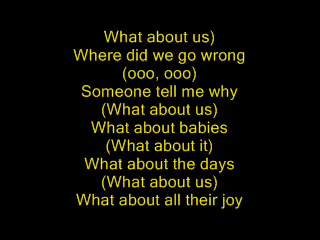 What about us)
Where did we go wrong
(ooo, ooo)
Someone tell me why
(What about us)
What about babies
(What about it)
What about the days
(What about us)
What about all their joy